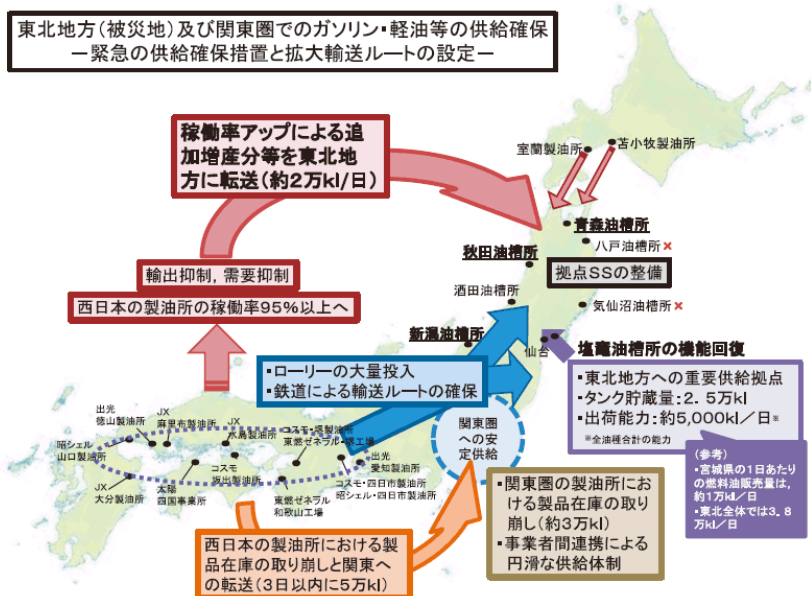 東北地方(被災地)及び関東圏でのガソリン・軽油等の供給確保
ー緊急の供給確保措置と拡大輸送ルートの設定ー
稼働率アップによる追
加増産分等を東北地
方に転送(約2万kl/日)
室蘭製油所
苫小牧製油所
青森油槽所
八戸油槽所×
秋田油槽所
拠点SSの整備
輸出抑制,需要抑制
西日本の製油所の稼働率95%以上へ
酒田油槽所
気仙沼油槽所×
新潟油槽所
仙台
塩竈油槽所の機能回復
・ローリーの大量投入
・鉄道による輸送ルートの確保
・東北地方への重要供給拠点
・タンク貯蔵量:2.5万kl
・出荷能力:約5,000kl/日※
※全油種合計の能力
(参考)
・宮城県の1日あたり
の燃料油販売量は,
約1万kl/日
・東北全体では3.8
万kl/日
関東圏
への安
定供給
出光
徳山製油所
JX
麻里布製油所
JX
水島製油所
コスモ・堺製油所
東燃ゼネラル・堺工場
昭シェル
山口製油所
出光
愛知製油所
コスモ
坂出製油所
コスモ・四日市製油所
昭シェル・四日市製油所
JX
大分製油所
太陽
四国事業所
東燃ゼネラル
和歌山工場
・関東圏の製油所にお
ける製品在庫の取り
崩し(約3万kl)
・事業者間連携による
円滑な供給体制
西日本の製油所における製
品在庫の取り崩しと関東へ
の転送(3日以内に5万kl)